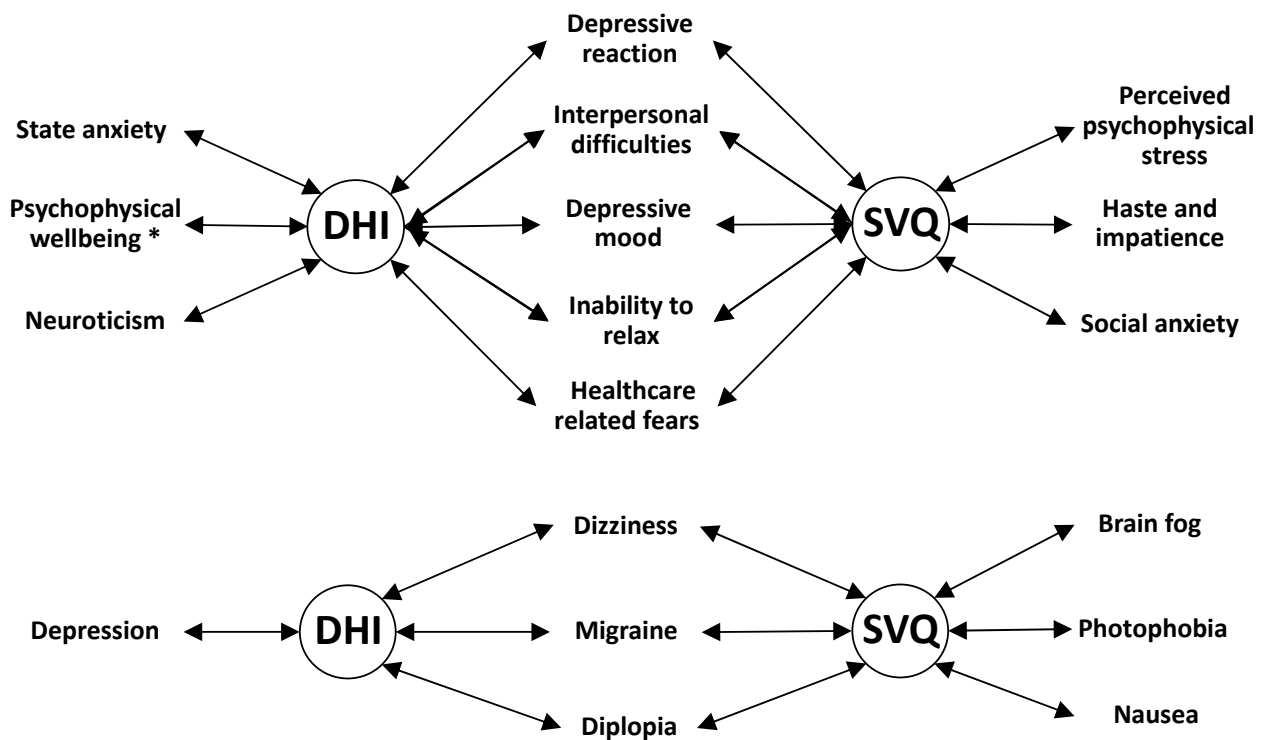 Depressive
reaction
State anxiety
Interpersonal
difficulties
Perceived
psychophysical
stress
Psychophysical
wellbeing *
DHI
Depressive
mood
SVQ
Haste and
impatience
Neuroticism
Inability to
relax
Social anxiety
Healthcare
related fears
Dizziness
Brain fog
Depression
DHI
Migraine
SVQ
Photophobia
Diplopia
Nausea